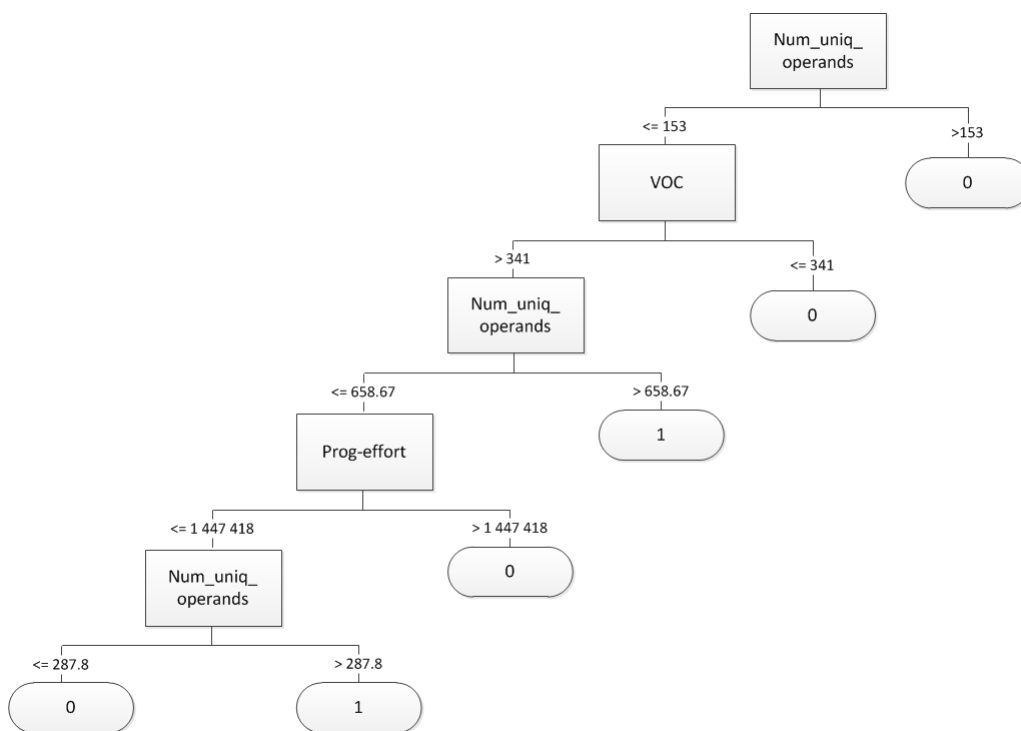 Num_uniq_
operands
<= 153
>153
VOC
0
> 341
<= 341
Num_uniq_
operands
0
<= 658.67
> 658.67
Prog-effort
1
<= 1 447 418
> 1 447 418
Num_uniq_
operands
0
<= 287.8
> 287.8
0
1